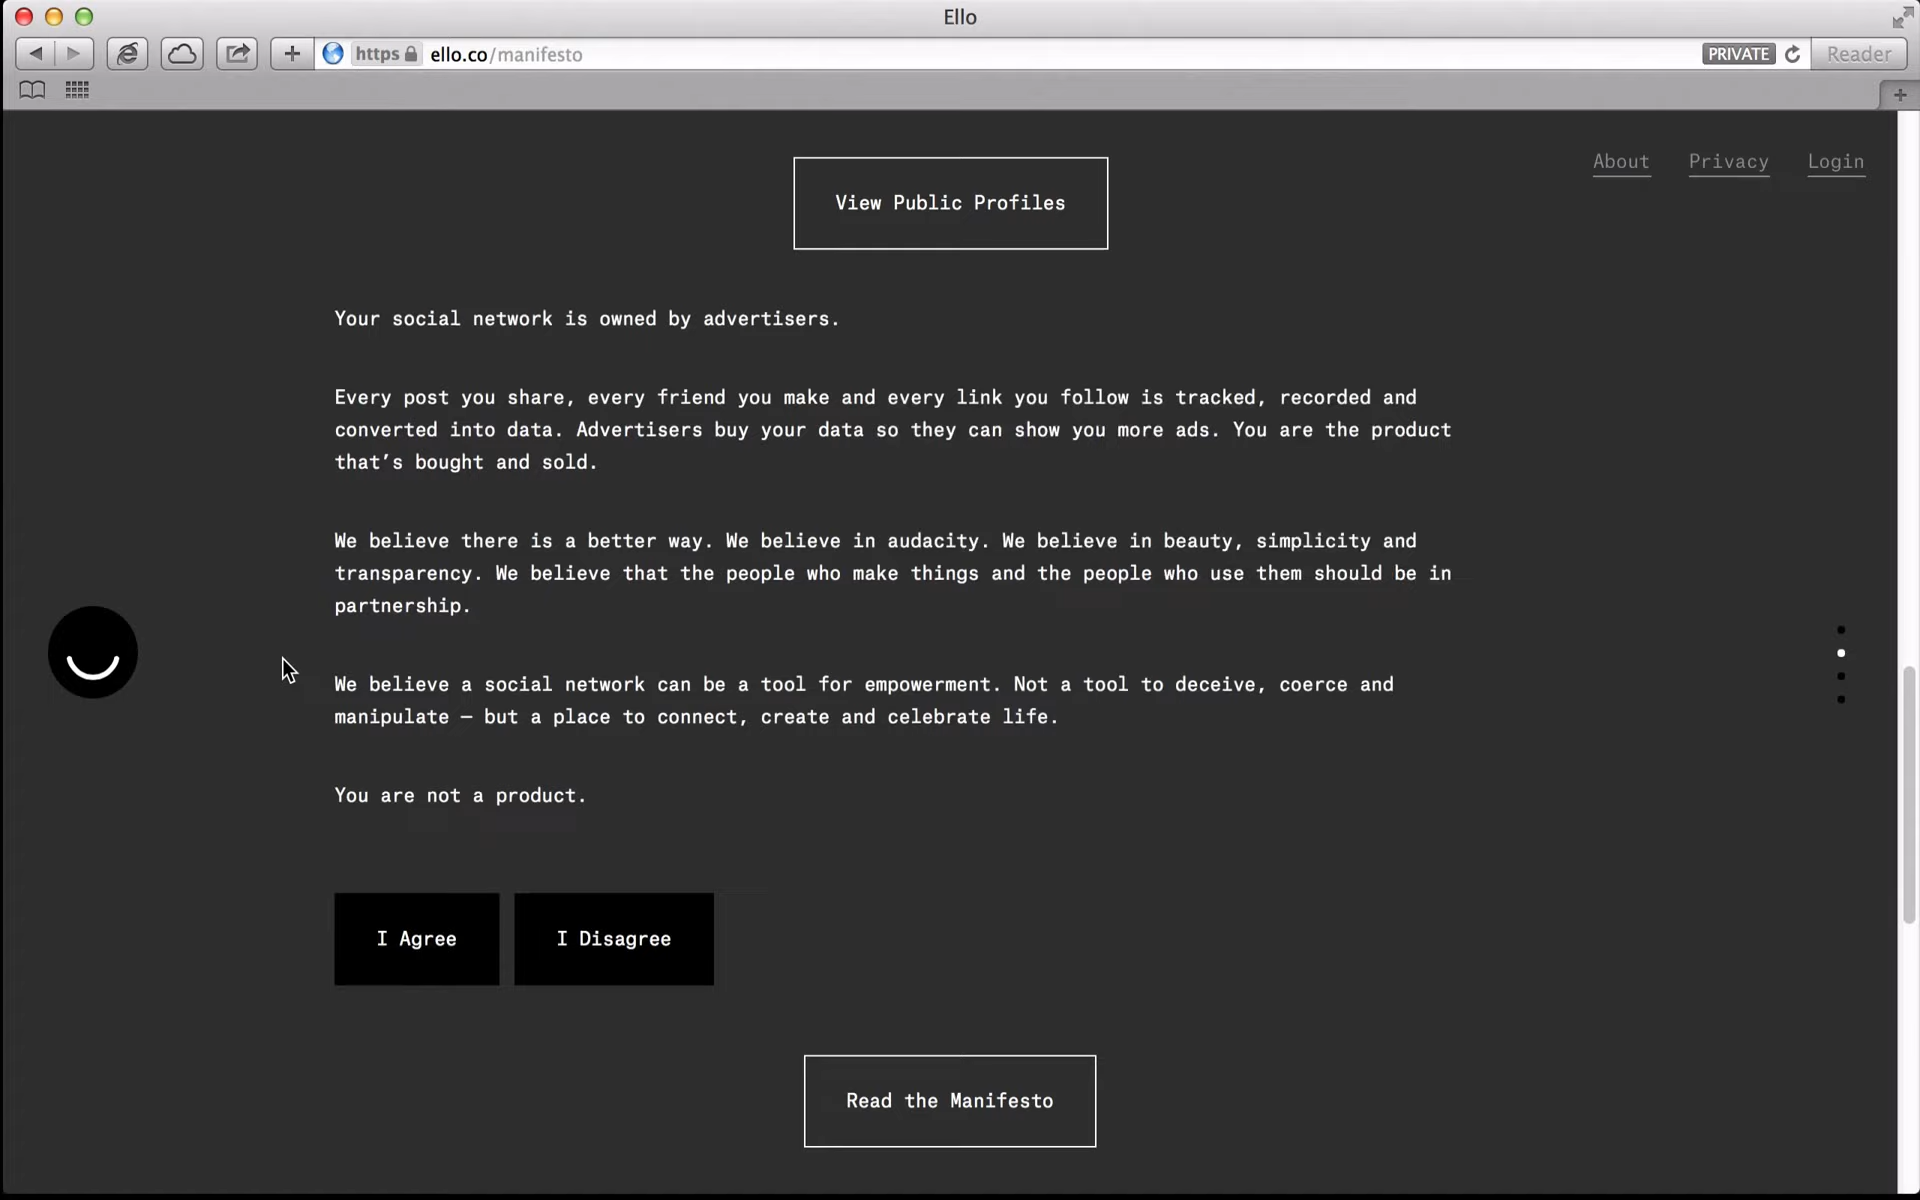 Ello
https ello.co/manifesto
PRIVATE
Reader
About Privacy Login
View Public Profiles
Your social network is owned by advertisers.
Every post you share, every friend you make and every link you follow is tracked, recorded and
converted into data. Advertisers buy your data so they can show you more ads. You are the product
that’s bought and sold.
We believe there is a better way. We believe in audacity. We believe in beauty, simplicity and
transparency. We believe that the people who make things and the people who use them should be in
partnership.
We believe a social network can be a tool for empowerment. Not a tool to deceive, coerce and
manipulate — but a place to connect, create and celebrate life.
You are not a product.
I Agree I Disagree
Read the Manifesto